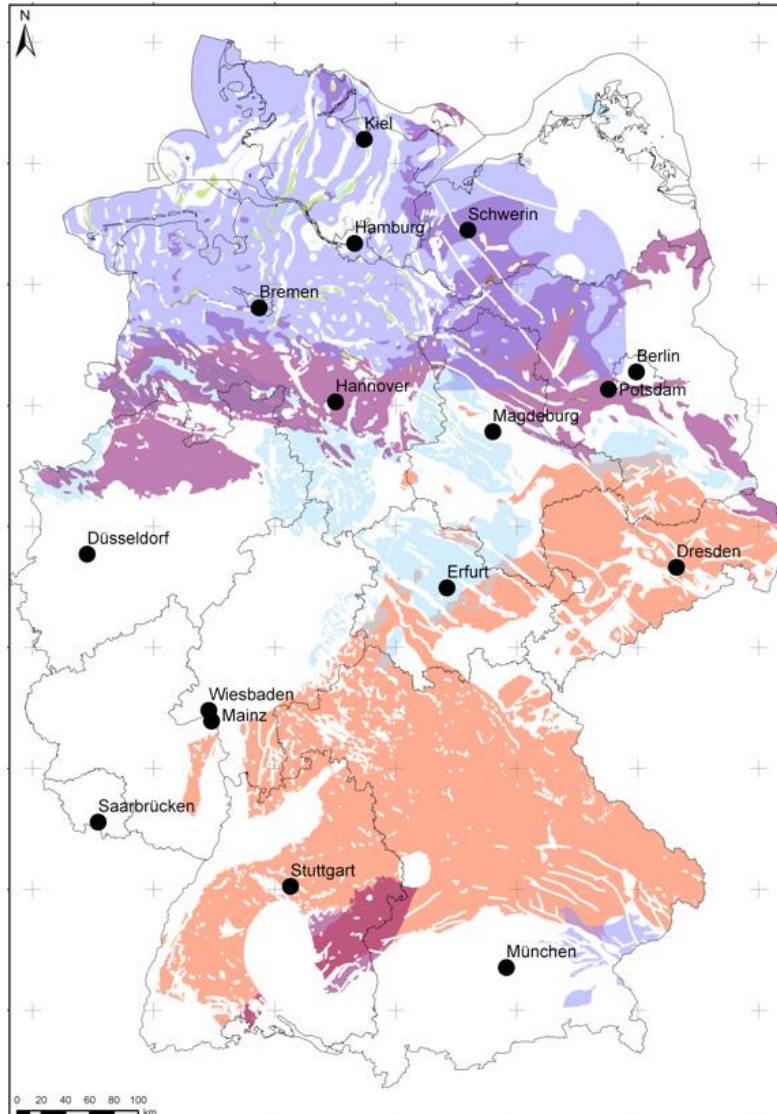 N
Kiel
Schwerin
Hamburg
Bremen
Berlin
Hannover
Potsdam
Magdeburg
Düsseldorf
Dresden
Erfurt
Wiesbaden
Mainz
Saarbrücken
Stuttgart
München
0 20 40 60 80 100
km